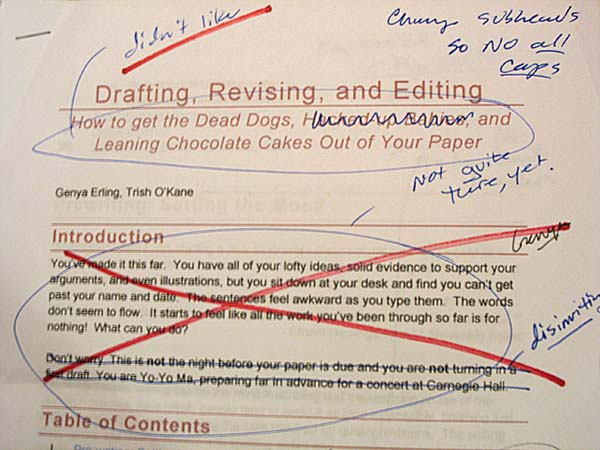 didn't like
Change subheads
so NO all
caps
Drafting, Revising, and Editing
How to get the Dead Dogs, and
Leaning Chocolate Cakes Out of Your Paper
Not quite
there, yet.
Genya Erling, Trish O'Kane
Introduction
You've made it this far. You have all of your lofty ideas, solid evidence to support your
arguments, and even illustrations, but you sit down at your desk and find you can't get
past your name and date. The sentences feel awkward as you type them. The words
don't seem to flow. It starts to feel like all the work you've been through so far is for
nothing! What can you do?
Don't worry. This is not the night before your paper is due and you are not turning in a
first draft. You are Yo-Yo Ma, preparing far in advance for a concert at Carnegie Hall.
Table of Contents